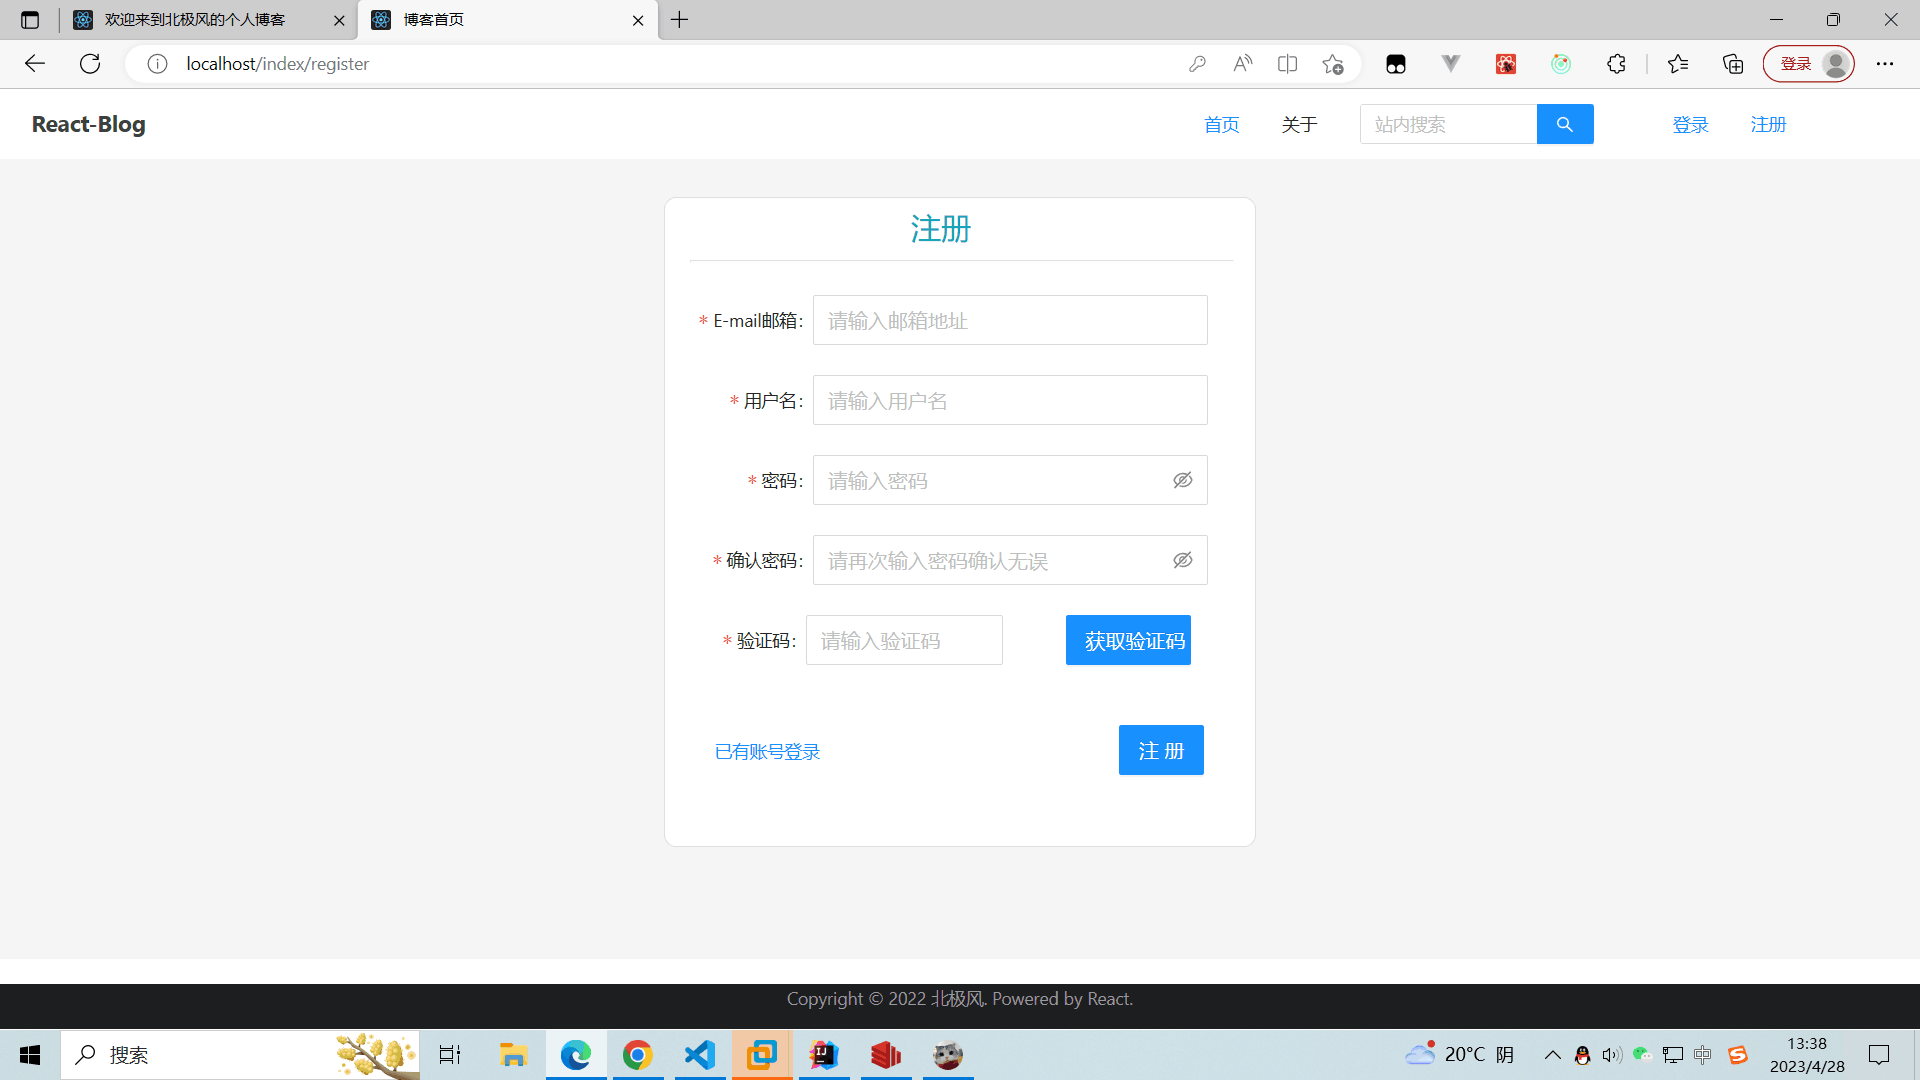 欢迎来到北极风的个人博客
博客首页
localhost/index/register
登录
React-Blog
首页
关于
站内搜索
登录
注册
注册
* E-mail邮箱:
请输入邮箱地址
* 用户名:
请输入用户名
* 密码:
请输入密码
* 确认密码:
请再次输入密码确认无误
* 验证码:
请输入验证码
获取验证码
已有账号登录
注 册
Copyright © 2022 北极风. Powered by React.
搜索
20°C 阴
中
13:38
2023/4/28